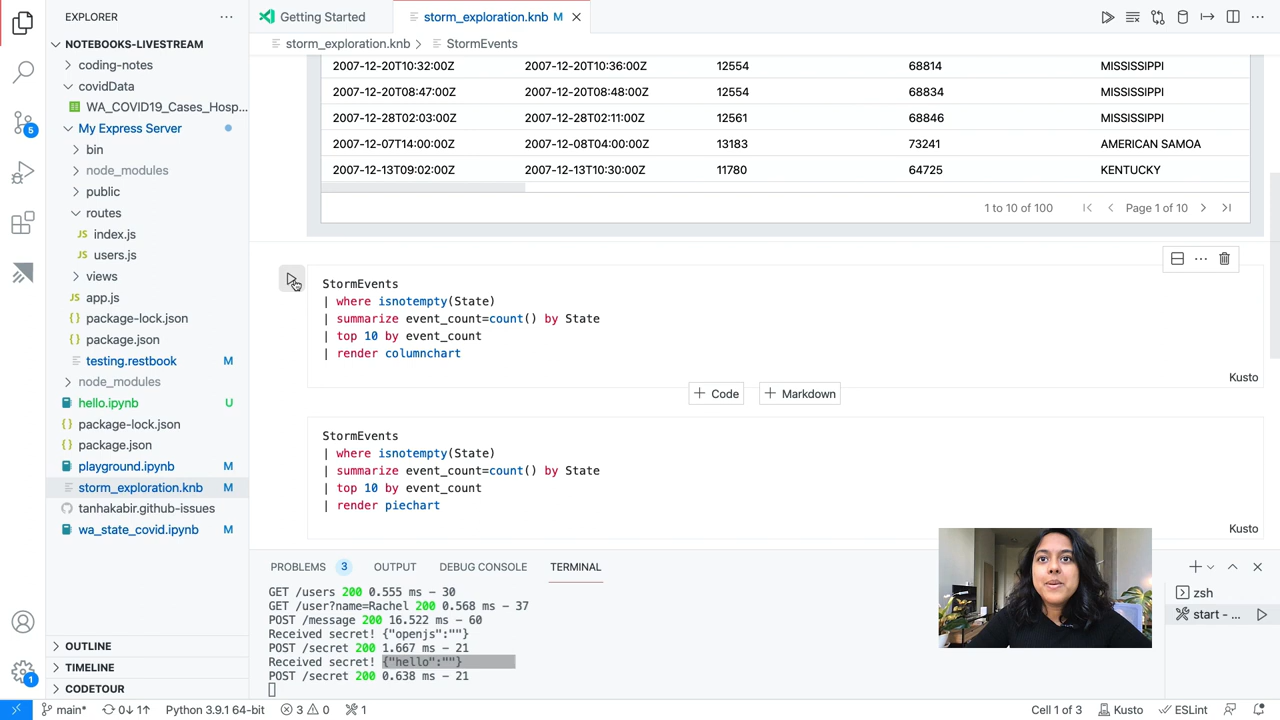 EXPLORER
NOTEBOOKS-LIVESTREAM
coding-notes
covidData
WA_COVID19_Cases_Hosp...
My Express Server
bin
node_modules
public
routes
JS index.js
JS users.js
views
JS app.js
{} package-lock.json
{} package.json
testing.restbook M
node_modules
hello.ipynb U
{} package-lock.json
{} package.json
playground.ipynb M
storm_exploration.knb M
tanhakabir.github-issues
wa_state_covid.ipynb M
OUTLINE
TIMELINE
CODETOUR
5
1
Getting Started
storm_exploration.knb M
storm_exploration.knb > StormEvents
2007-12-20T10:32:00Z 2007-12-20T10:36:00Z 12554 68814 MISSISSIPPI
2007-12-20T08:47:00Z 2007-12-20T08:48:00Z 12554 68834 MISSISSIPPI
2007-12-28T02:03:00Z 2007-12-28T02:11:00Z 12561 68846 MISSISSIPPI
2007-12-07T14:00:00Z 2007-12-08T04:00:00Z 13183 73241 AMERICAN SAMOA
2007-12-13T09:02:00Z 2007-12-13T10:30:00Z 11780 64725 KENTUCKY
1 to 10 of 100 Page 1 of 10
StormEvents
| where isnotempty(State)
| summarize event_count=count() by State
| top 10 by event_count
| render columnchart
Kusto
+ Code + Markdown
StormEvents
| where isnotempty(State)
| summarize event_count=count() by State
| top 10 by event_count
| render piechart
Kusto
PROBLEMS 3 OUTPUT DEBUG CONSOLE TERMINAL
GET /users 200 0.555 ms - 30
GET /user?name=Rachel 200 0.568 ms - 37
POST /message 200 16.522 ms - 60
Received secret! {"openjs":""}
POST /secret 200 1.667 ms - 21
Received secret! {"hello":""}
POST /secret 200 0.638 ms - 21
zsh
start - ...
main* 0↓ 1↑ Python 3.9.1 64-bit 3 0 1 Cell 1 of 3 Kusto ESLint